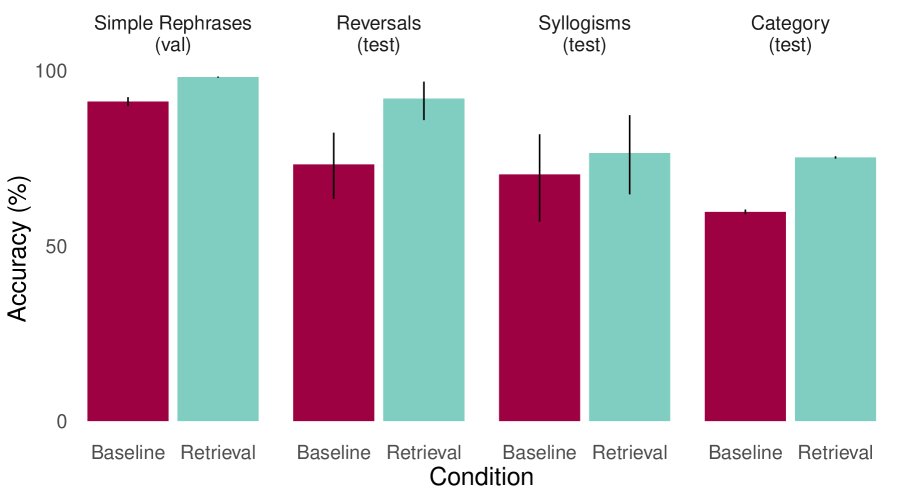 Simple Rephrases
(val)
Reversals
(test)
Syllogisms
(test)
Category
(test)
100
50
0
Accuracy (%)
Baseline Retrieval Baseline Retrieval Baseline Retrieval Baseline Retrieval
Condition